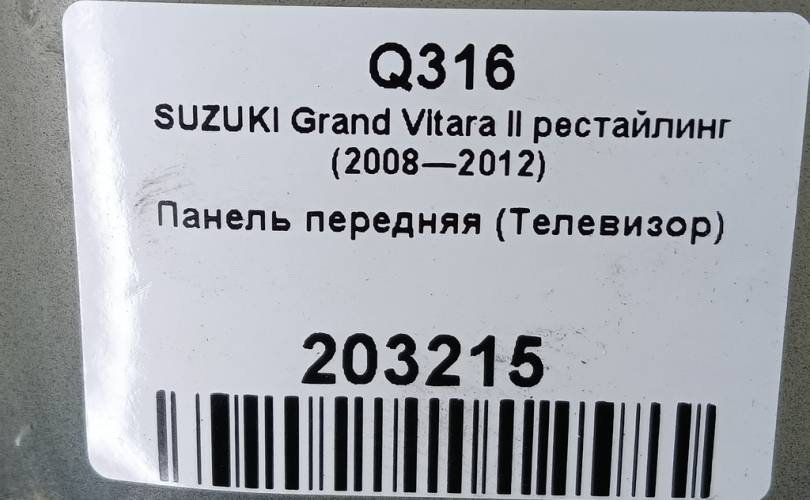 Q316
SUZUKI Grand Vitara II рестайлинг
(2008—2012)
Панель передняя (Телевизор)
203215